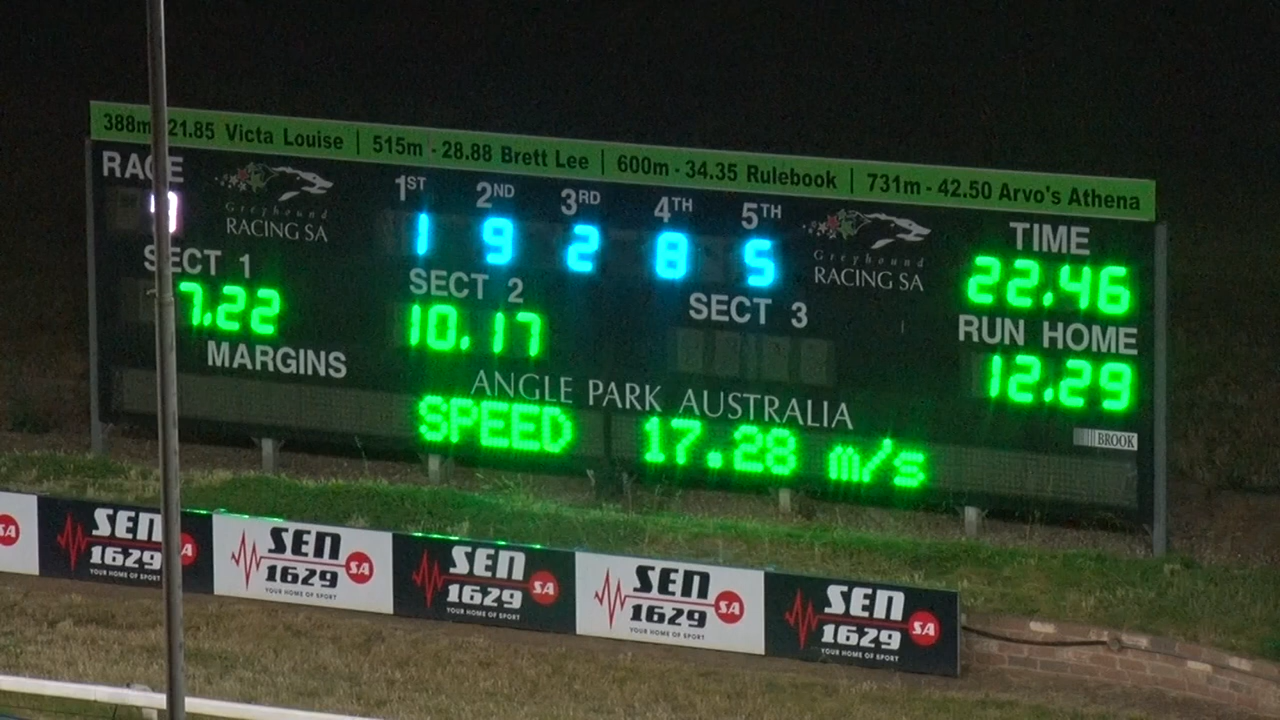 388m - 21.85 Victa Louise | 515m - 28.88 Brett Lee | 600m - 34.35 Rulebook | 731m - 42.50 Arvo's Athena
RACE
Greyhound
RACING SA
1ST 2ND 3RD 4TH 5TH
1 9 2 8 5
Greyhound
RACING SA
TIME
22.46
SECT 1
7.22
SECT 2
10.17
SECT 3
RUN HOME
12.29
MARGINS
ANGLE PARK AUSTRALIA
SPEED 17.28 m/s
BROOK
SA
SEN
1629
YOUR HOME OF SPORT
SEN
1629 SA
YOUR HOME OF SPORT
SEN
1629 SA
YOUR HOME OF SPORT
SEN
1629 SA
YOUR HOME OF SPORT
SEN
1629 SA
YOUR HOME OF SPORT